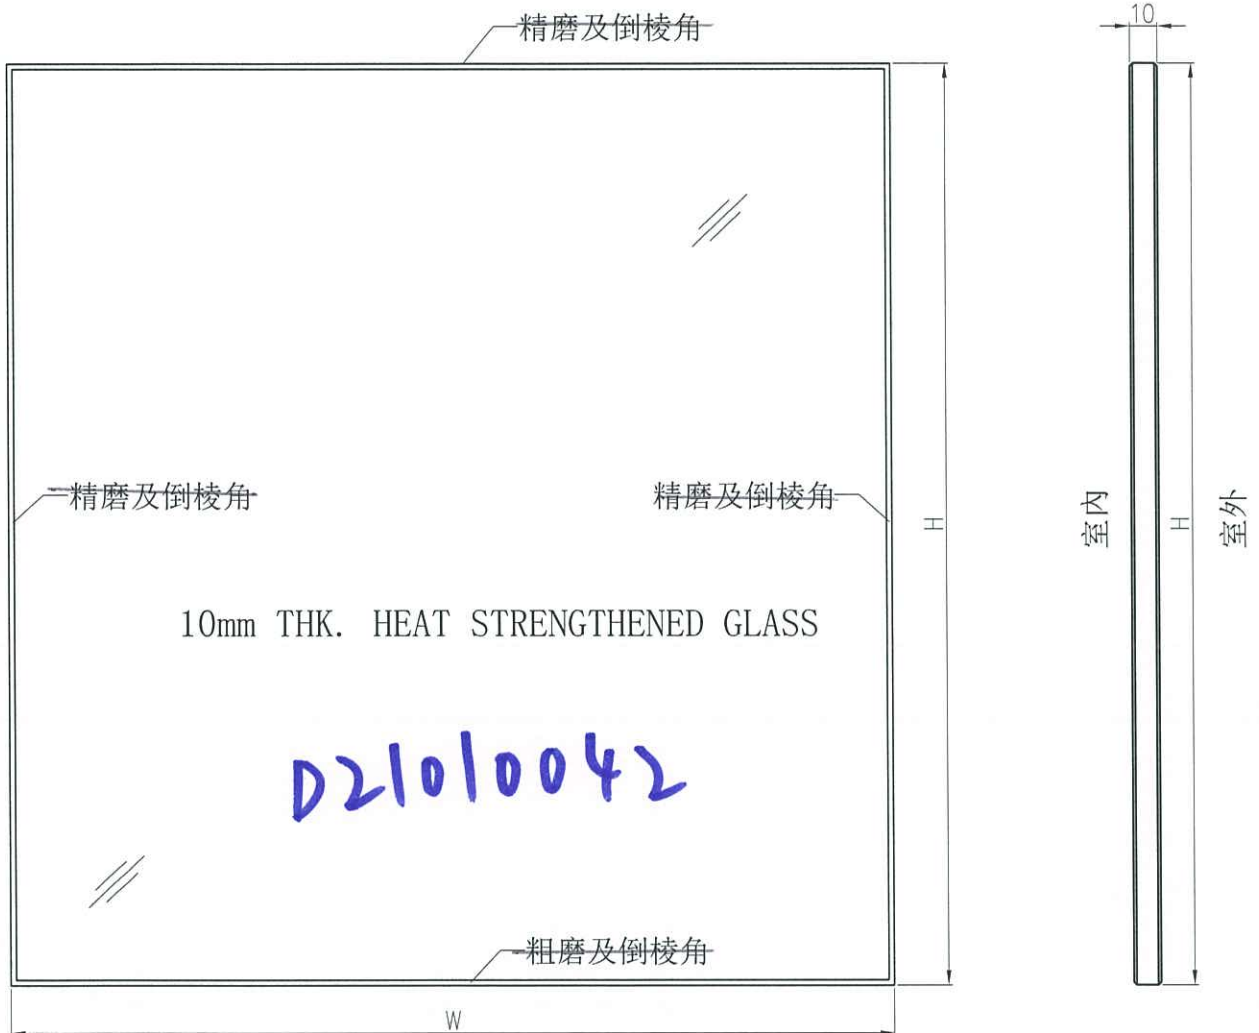 精磨及倒棱角
10
精磨及倒棱角
精磨及倒棱角
H
室内
H
室外
10mm THK. HEAT STRENGTHENED GLASS
D21010042
粗磨及倒棱角
W